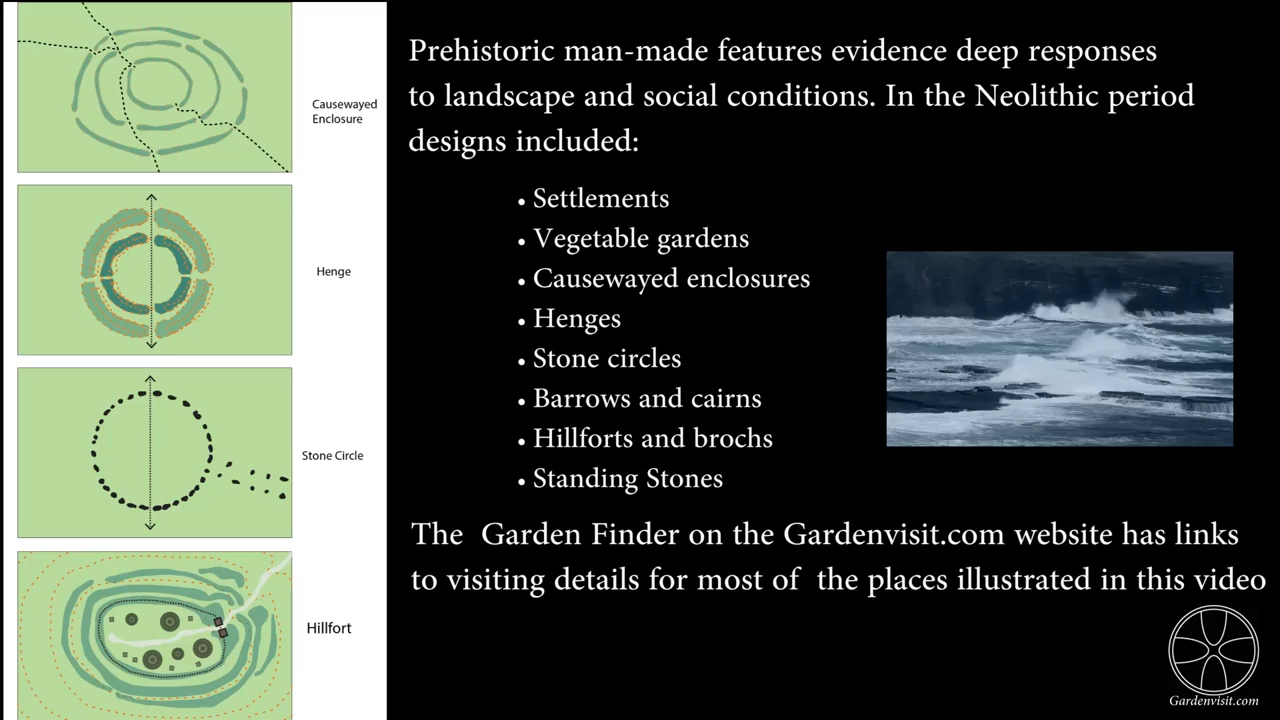 Causewayed
Enclosure
Henge
Stone Circle
Hillfort
Prehistoric man-made features evidence deep responses
to landscape and social conditions. In the Neolithic period
designs included:
• Settlements
• Vegetable gardens
• Causewayed enclosures
• Henges
• Stone circles
• Barrows and cairns
• Hillforts and brochs
• Standing Stones
The Garden Finder on the Gardenvisit.com website has links
to visiting details for most of the places illustrated in this video
Gardenvisit.com